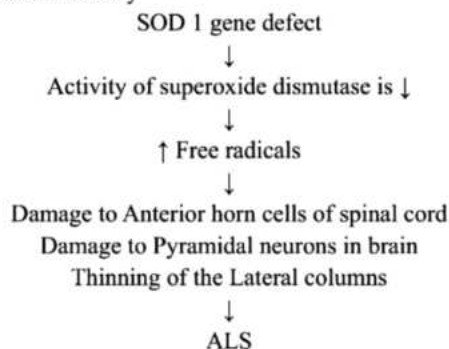 SOD 1 gene defect
↓
Activity of superoxide dismutase is ↓
↓
↑ Free radicals
↓
Damage to Anterior horn cells of spinal cord
Damage to Pyramidal neurons in brain
Thinning of the Lateral columns
↓
ALS